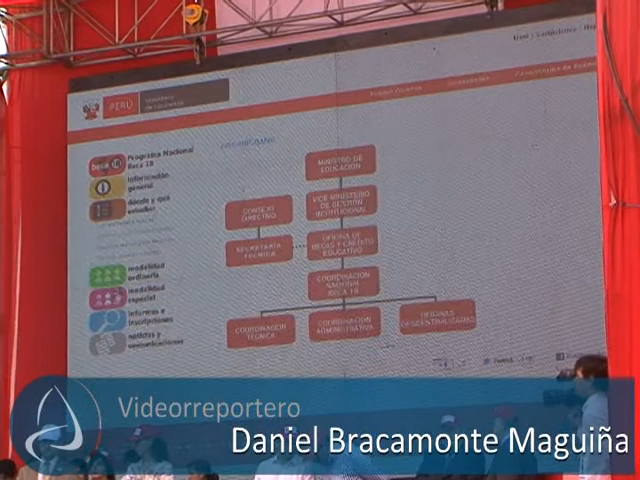 PERÚ
beca 18
Programa Nacional
Beca 18
información
general
dónde y qué
estudiar
modalidad
ordinaria
modalidad
especial
informes e
inscripciones
noticias y
comunicaciones
MINISTRO DE
EDUCACIÓN
VICE MINISTERIO
DE GESTIÓN
INSTITUCIONAL
CONSEJO
DIRECTIVO
SECRETARÍA
TÉCNICA
OFICINA DE
BECAS Y CRÉDITO
EDUCATIVO
COORDINACIÓN
NACIONAL
BECA 18
COORDINACIÓN
TÉCNICA
COORDINACIÓN
ADMINISTRATIVA
OFICINAS
DESCENTRALIZADAS
Videorreportero
Daniel Bracamonte Maguiña